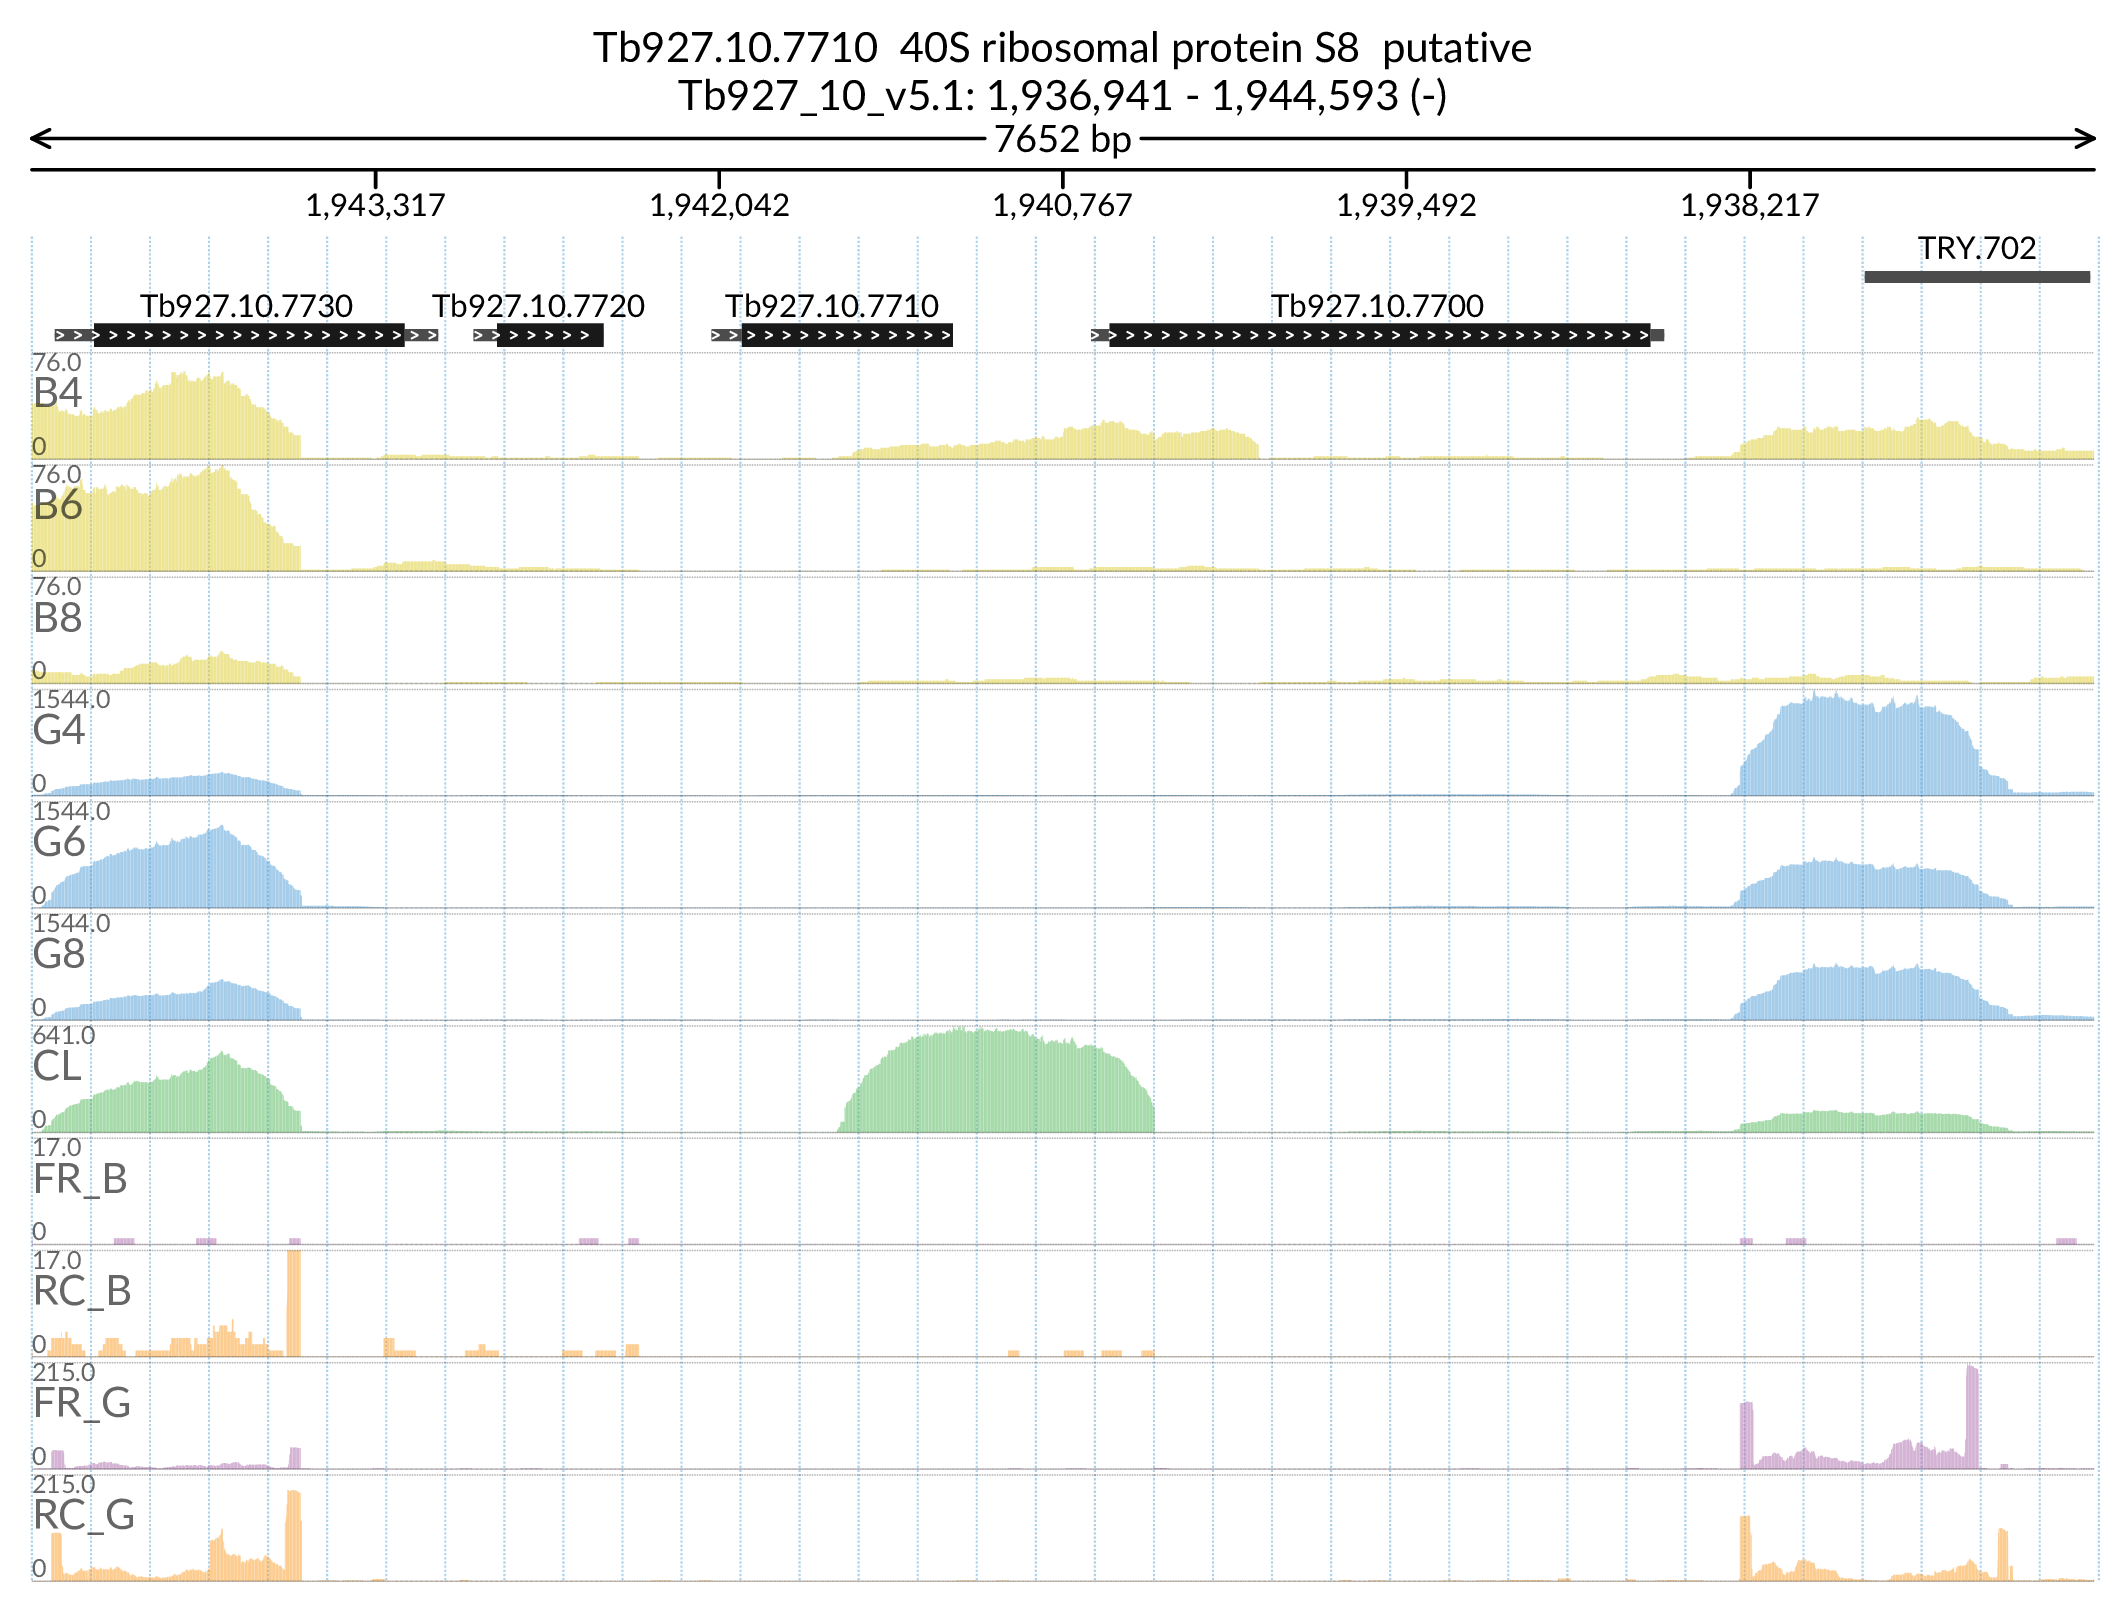 Tb927.10.7710  40S ribosomal protein S8  putative
Tb927_10_v5.1: 1,936,941 - 1,944,593 (-)
7652 bp
1,943,317 1,942,042 1,940,767 1,939,492 1,938,217
TRY.702
Tb927.10.7730 Tb927.10.7720 Tb927.10.7710 Tb927.10.7700
76.0
B4
0
76.0
B6
0
76.0
B8
0
1544.0
G4
0
1544.0
G6
0
1544.0
G8
0
641.0
CL
0
17.0
FR_B
0
17.0
RC_B
0
215.0
FR_G
0
215.0
RC_G
0